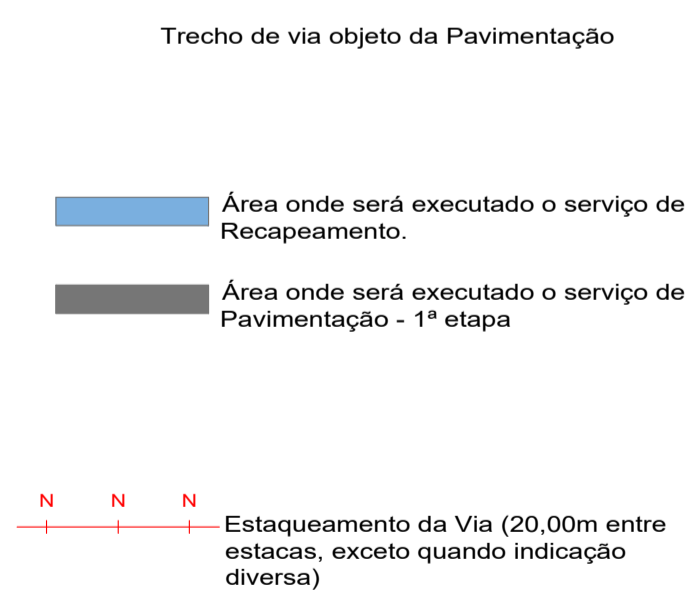 Trecho de via objeto da Pavimentação
Área onde será executado o serviço de
Recapeamento.
Área onde será executado o serviço de
Pavimentação - 1ª etapa
N N N
Estaqueamento da Via (20,00m entre
estacas, exceto quando indicação
diversa)